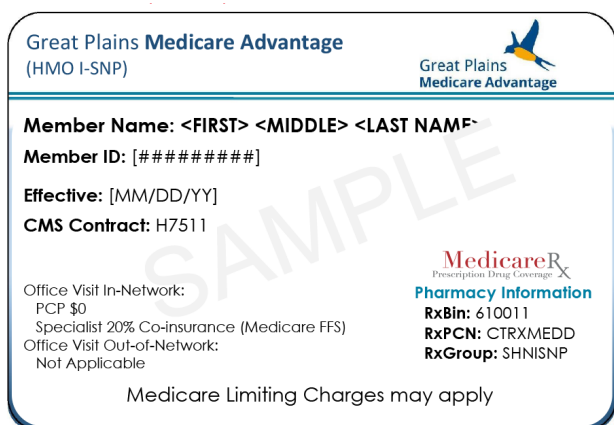 Great Plains Medicare Advantage
(HMO I-SNP)
Great Plains
Medicare Advantage
Member Name: <FIRST> <MIDDLE> <LAST NAME>
Member ID: [#########]
Effective: [MM/DD/YY]
CMS Contract: H7511
SAMPLE
Office Visit In-Network:
PCP $0
Specialist 20% Co-insurance (Medicare FFS)
Office Visit Out-of-Network:
Not Applicable
MedicareRx
Prescription Drug Coverage
Pharmacy Information
RxBin: 610011
RxPCN: CTRXMEDD
RxGroup: SHNISNP
Medicare Limiting Charges may apply